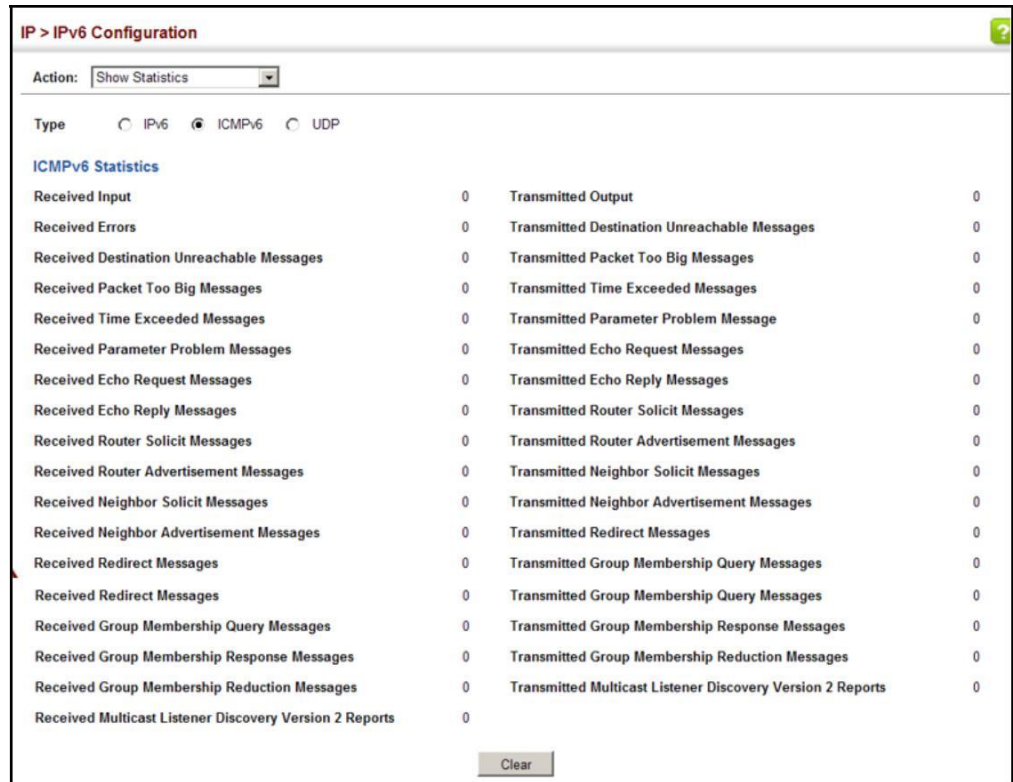 IP > IPv6 Configuration ?
Action: Show Statistics
Type IPv6 ICMPv6 UDP
ICMPv6 Statistics
Received Input 0 Transmitted Output 0
Received Errors 0 Transmitted Destination Unreachable Messages 0
Received Destination Unreachable Messages 0 Transmitted Packet Too Big Messages 0
Received Packet Too Big Messages 0 Transmitted Time Exceeded Messages 0
Received Time Exceeded Messages 0 Transmitted Parameter Problem Message 0
Received Parameter Problem Messages 0 Transmitted Echo Request Messages 0
Received Echo Request Messages 0 Transmitted Echo Reply Messages 0
Received Echo Reply Messages 0 Transmitted Router Solicit Messages 0
Received Router Solicit Messages 0 Transmitted Router Advertisement Messages 0
Received Router Advertisement Messages 0 Transmitted Neighbor Solicit Messages 0
Received Neighbor Solicit Messages 0 Transmitted Neighbor Advertisement Messages 0
Received Neighbor Advertisement Messages 0 Transmitted Redirect Messages 0
Received Redirect Messages 0 Transmitted Group Membership Query Messages 0
Received Redirect Messages 0 Transmitted Group Membership Query Messages 0
Received Group Membership Query Messages 0 Transmitted Group Membership Response Messages 0
Received Group Membership Response Messages 0 Transmitted Group Membership Reduction Messages 0
Received Group Membership Reduction Messages 0 Transmitted Multicast Listener Discovery Version 2 Reports 0
Received Multicast Listener Discovery Version 2 Reports 0
Clear